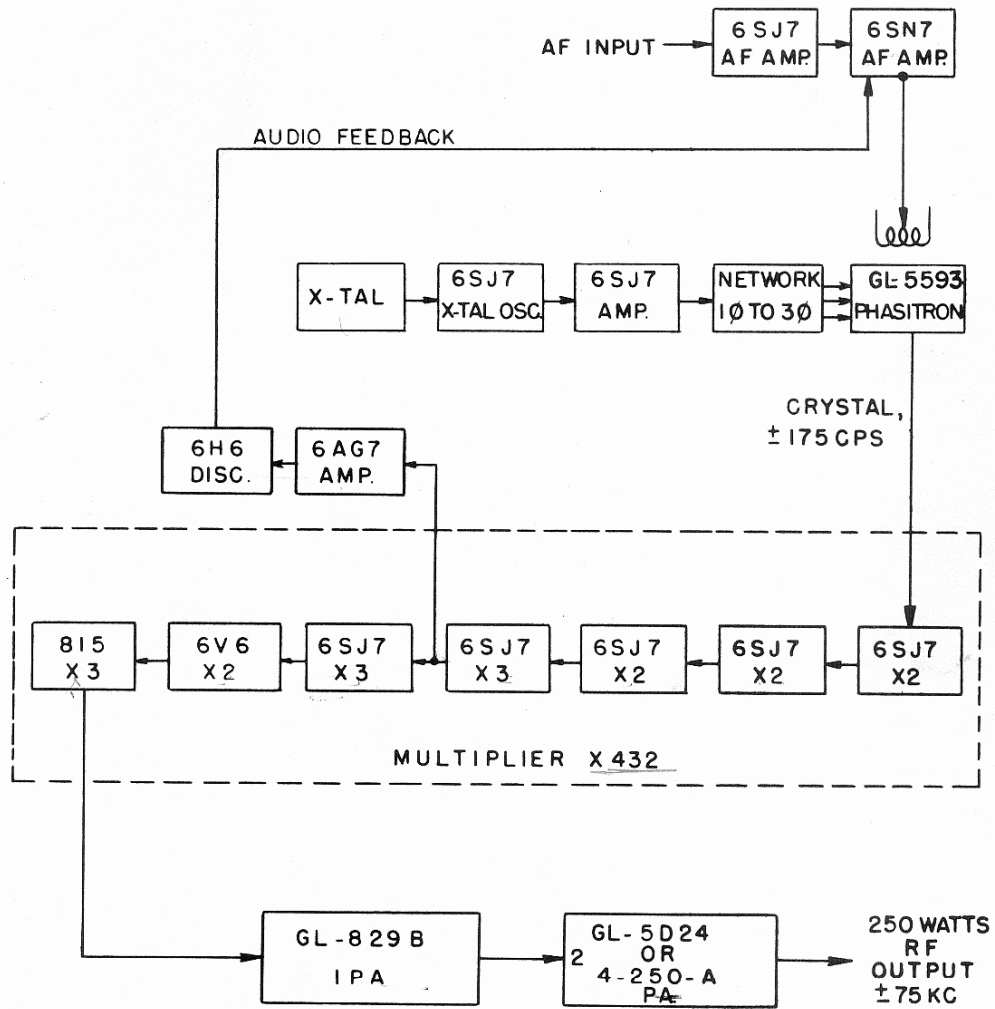 AF INPUT
6SJ7
AF AMP.
6SN7
AF AMP.
AUDIO FEEDBACK
X-TAL
6SJ7
X-TAL OSC.
6SJ7
AMP.
NETWORK
1Ø TO 3Ø
GL-5593
PHASITRON
CRYSTAL,
±175 CPS
6H6
DISC.
6AG7
AMP.
815
X3
6V6
X2
6SJ7
X3
6SJ7
X3
6SJ7
X2
6SJ7
X2
6SJ7
X2
MULTIPLIER X 432
GL-829B
IPA
GL-5D24
2 OR
4-250-A
PA
250 WATTS
RF
OUTPUT
±75 KC